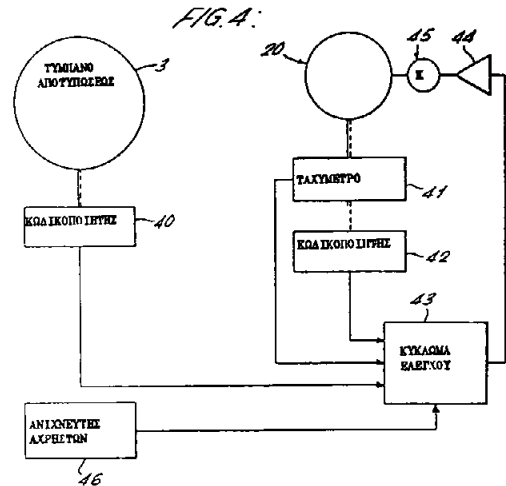 FIG. 4:
ΤΥΜΠΑΝΟ
ΑΠΟΤΥΠΩΣΕΩΣ
3
20
45
44
K
ΤΑΧΥΜΕΤΡΟ
41
ΚΩΔΙΚΟΠΟΙΗΤΗΣ
40
ΚΩΔΙΚΟΠΟΙΗΤΗΣ
42
43
ΚΥΚΛΩΜΑ
ΕΛΕΓΧΟΥ
ΑΝΙΧΝΕΥΤΗΣ
ΑΧΡΗΣΤΩΝ
46